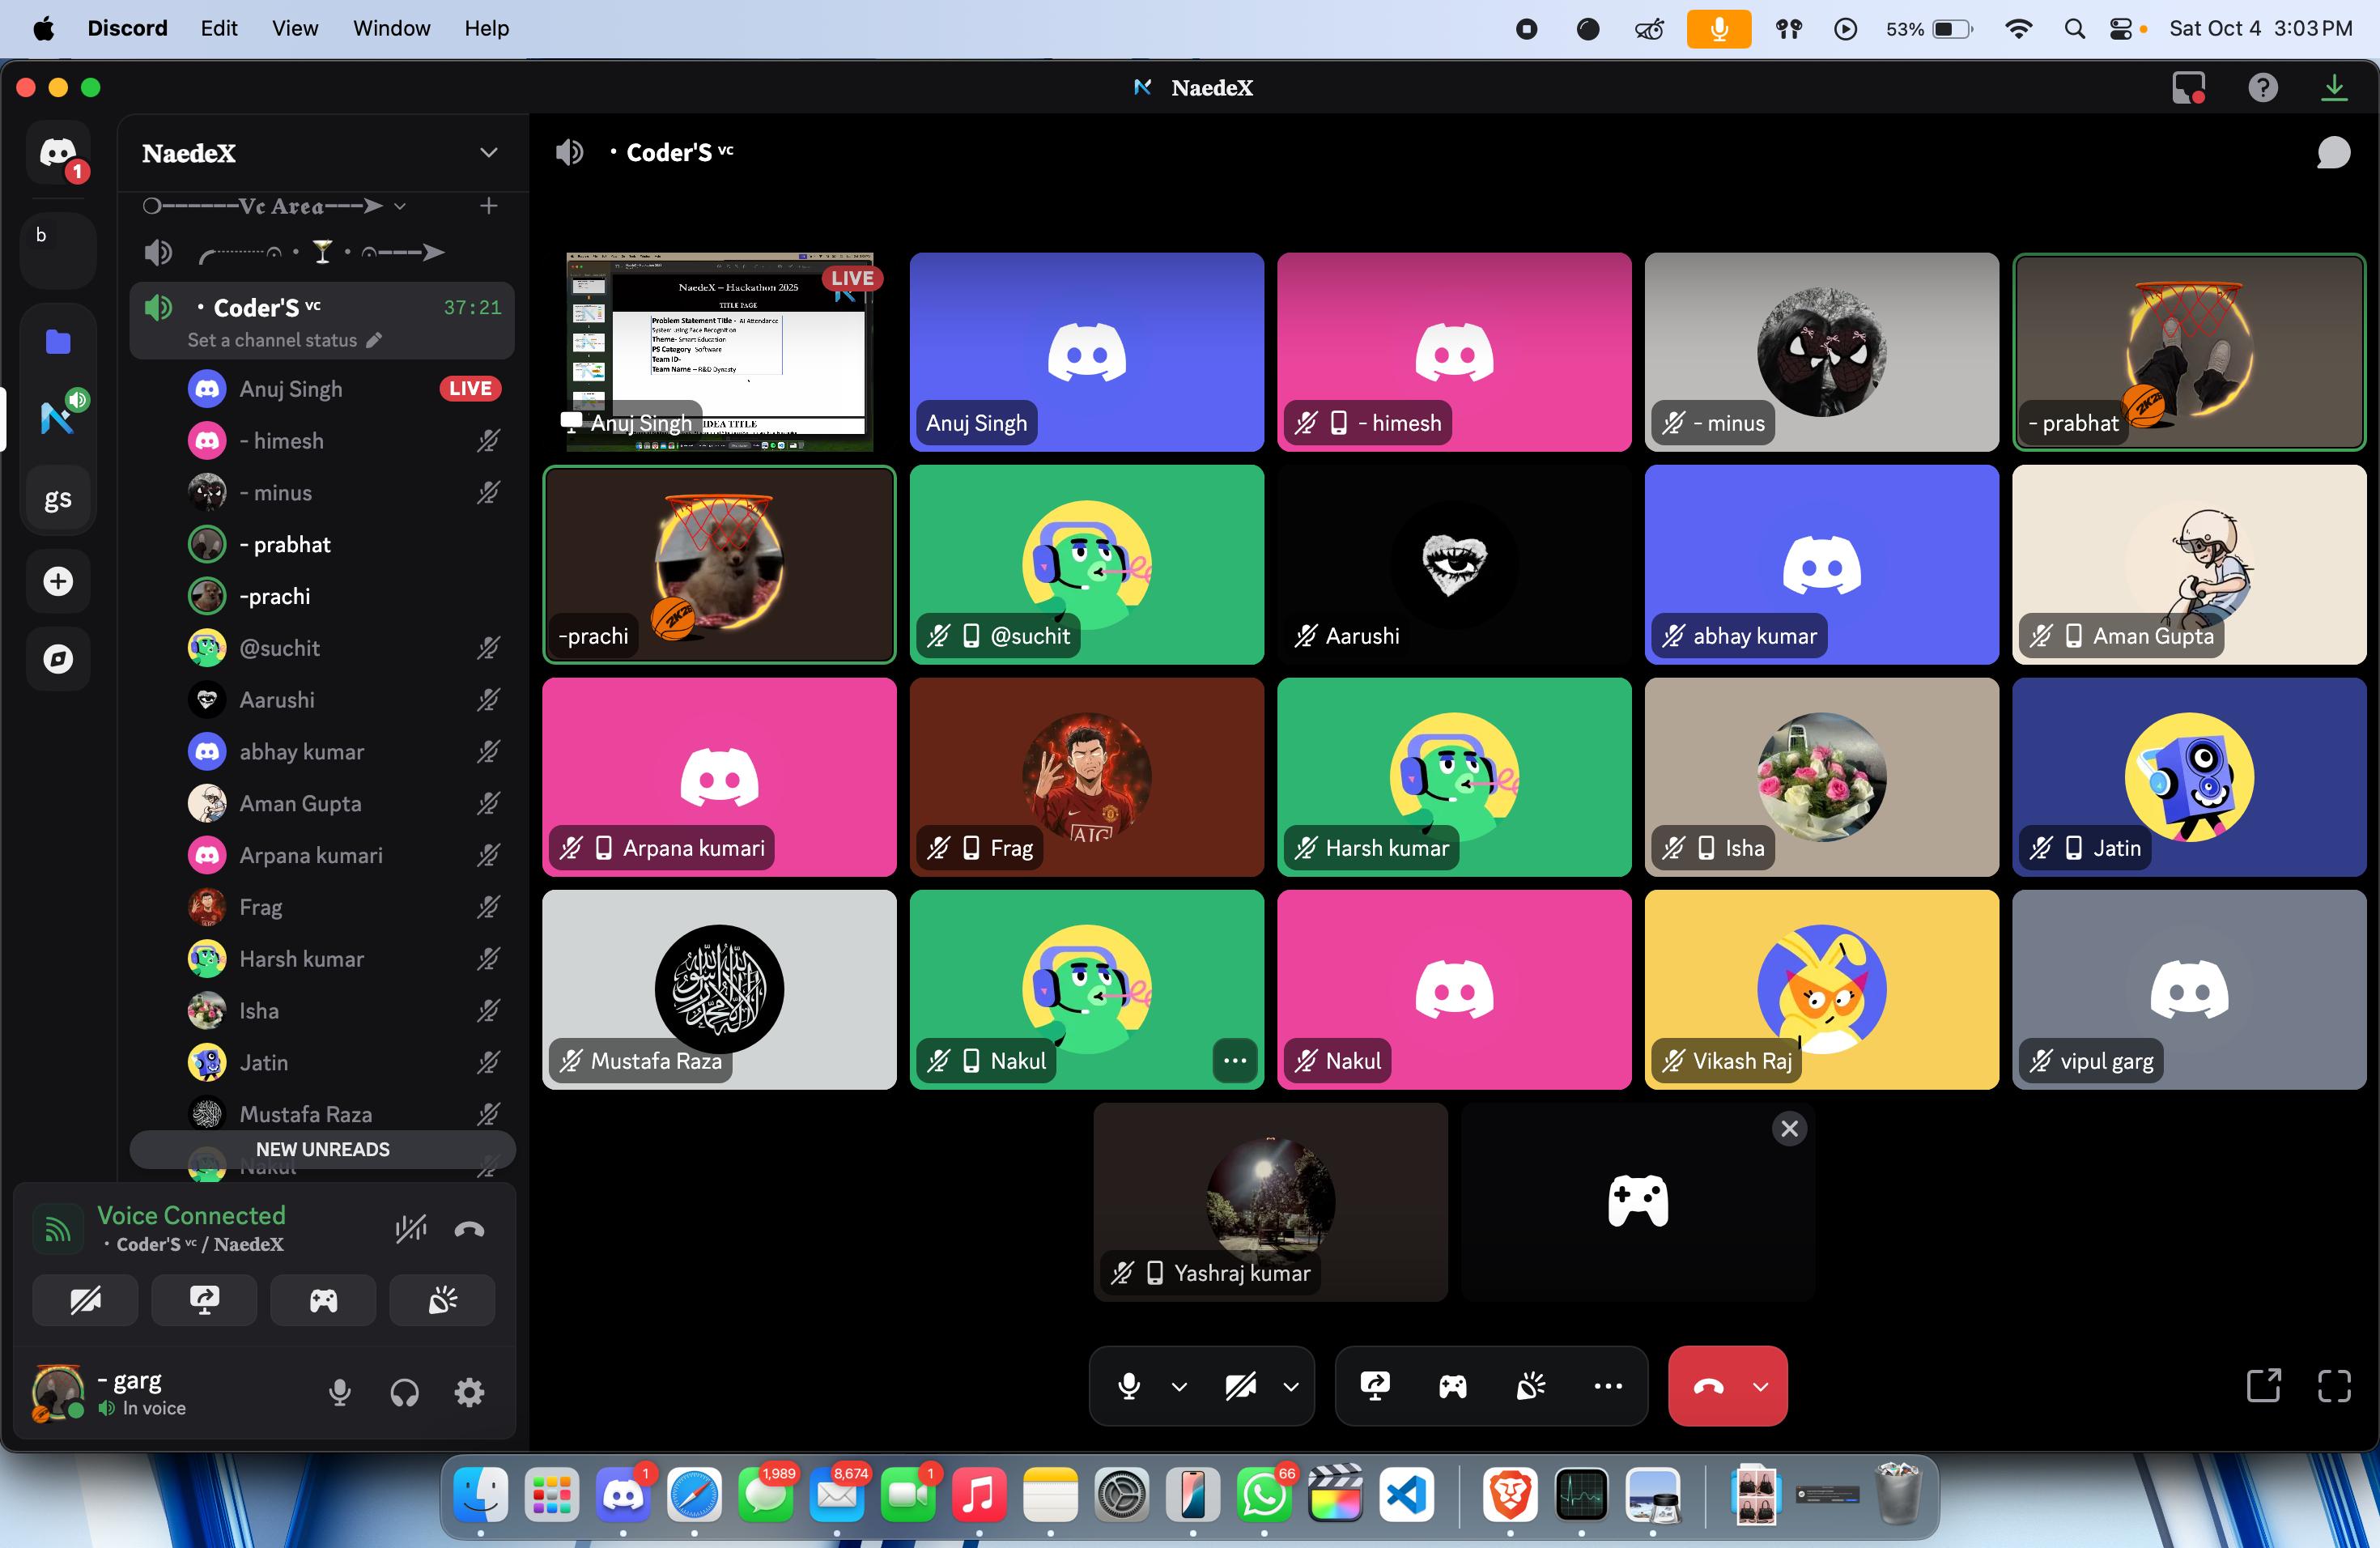 Discord Edit View Window Help
53% Sat Oct 4 3:03 PM
NaedeX
1
b
gs
NaedeX
Vc Area
• Coder'S ᵛᶜ 37:21
Set a channel status
Anuj Singh LIVE
- himesh
- minus
- prabhat
-prachi
@suchit
Aarushi
abhay kumar
Aman Gupta
Arpana kumari
Frag
Harsh kumar
Isha
Jatin
Mustafa Raza
NEW UNREADS
Nakul
Voice Connected
• Coder'S ᵛᶜ / NaedeX
- garg
In voice
• Coder'S ᵛᶜ
LIVE
NaedeX – Hackathon 2025
TITLE PAGE
Problem Statement Title - AI Attendance
System using Face Recognition
Theme- Smart Education
PS Category Software
Team ID-
Team Name – R&D Dynasty
IDEA TITLE
Anuj Singh
Anuj Singh
- himesh
- minus
2K26
- prabhat
2K26
-prachi
@suchit
Aarushi
abhay kumar
Aman Gupta
Arpana kumari
AIG
Frag
Harsh kumar
Isha
Jatin
Mustafa Raza
Nakul
Nakul
Vikash Raj
vipul garg
Yashraj kumar
1
1,989
8,674
1
66